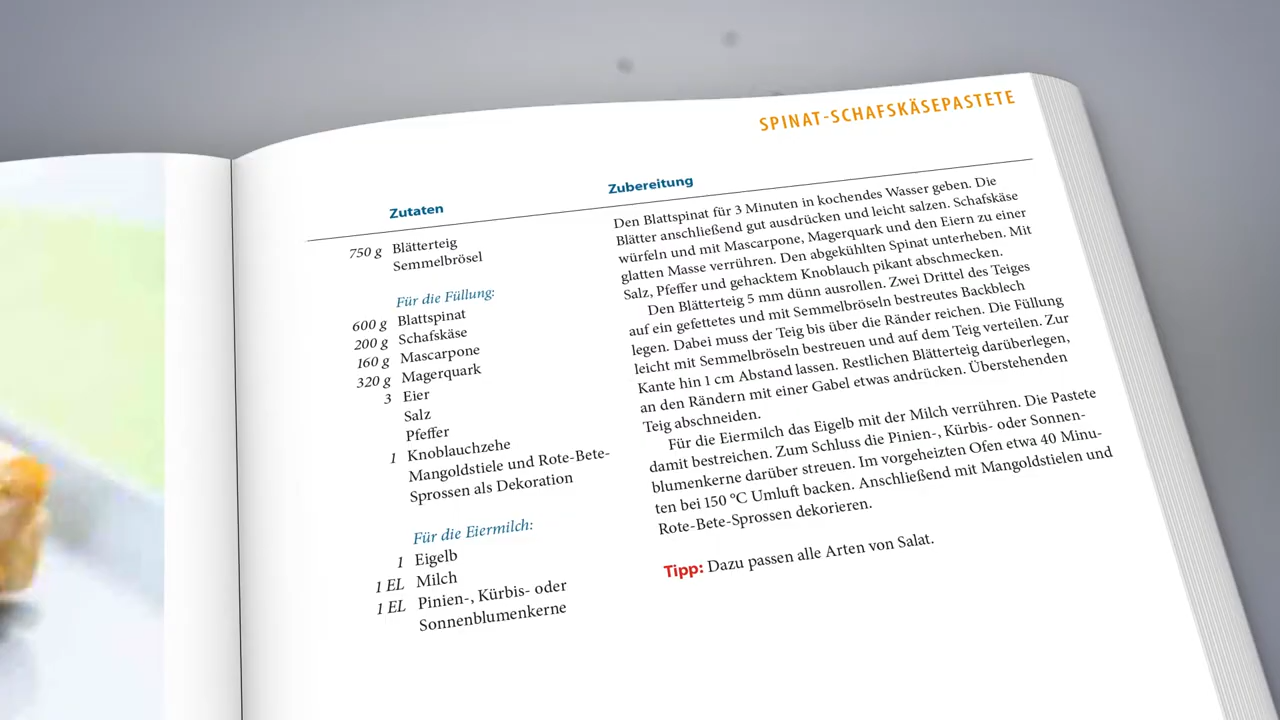 SPINAT-SCHAFSKÄSEPASTETE
Zutaten
750 g Blätterteig
Semmelbrösel
Für die Füllung:
600 g Blattspinat
200 g Schafskäse
160 g Mascarpone
320 g Magerquark
3 Eier
Salz
Pfeffer
1 Knoblauchzehe
Mangoldstiele und Rote-Bete-
Sprossen als Dekoration
Für die Eiermilch:
1 Eigelb
1 EL Milch
1 EL Pinien-, Kürbis- oder
Sonnenblumenkerne
Zubereitung
Den Blattspinat für 3 Minuten in kochendes Wasser geben. Die
Blätter anschließend gut ausdrücken und leicht salzen. Schafskäse
würfeln und mit Mascarpone, Magerquark und den Eiern zu einer
glatten Masse verrühren. Den abgekühlten Spinat unterheben. Mit
Salz, Pfeffer und gehacktem Knoblauch pikant abschmecken.
Den Blätterteig 5 mm dünn ausrollen. Zwei Drittel des Teiges
auf ein gefettetes und mit Semmelbröseln bestreutes Backblech
legen. Dabei muss der Teig bis über die Ränder reichen. Die Füllung
leicht mit Semmelbröseln bestreuen und auf dem Teig verteilen. Zur
Kante hin 1 cm Abstand lassen. Restlichen Blätterteig darüberlegen,
an den Rändern mit einer Gabel etwas andrücken. Überstehenden
Teig abschneiden.
Für die Eiermilch das Eigelb mit der Milch verrühren. Die Pastete
damit bestreichen. Zum Schluss die Pinien-, Kürbis- oder Sonnen-
blumenkerne darüber streuen. Im vorgeheizten Ofen etwa 40 Minu-
ten bei 150 °C Umluft backen. Anschließend mit Mangoldstielen und
Rote-Bete-Sprossen dekorieren.
Tipp: Dazu passen alle Arten von Salat.